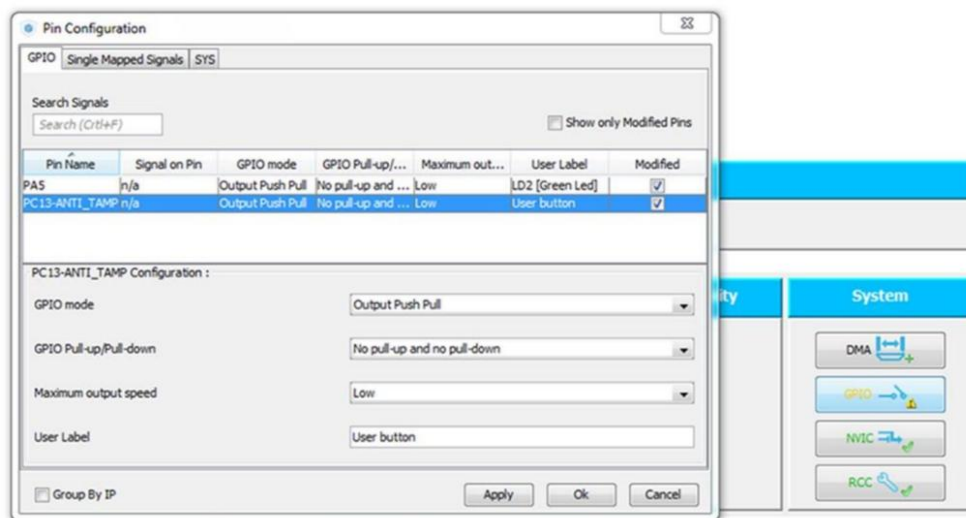 Pin Configuration
GPIO Single Mapped Signals SYS
Search Signals
Search (CrtI+F)
Show only Modified Pins
Pin Name Signal on Pin GPIO mode GPIO Pull-up/... Maximum out... User Label Modified
PA5 n/a Output Push Pull No pull-up and ... Low LD2 [Green Led]
PC13-ANTI_TAMP n/a Output Push Pull No pull-up and ... Low User button
PC13-ANTI_TAMP Configuration :
GPIO mode Output Push Pull
GPIO Pull-up/Pull-down No pull-up and no pull-down
Maximum output speed Low
User Label User button
Group By IP Apply Ok Cancel
ity System
DMA
GPIO
NVIC
RCC